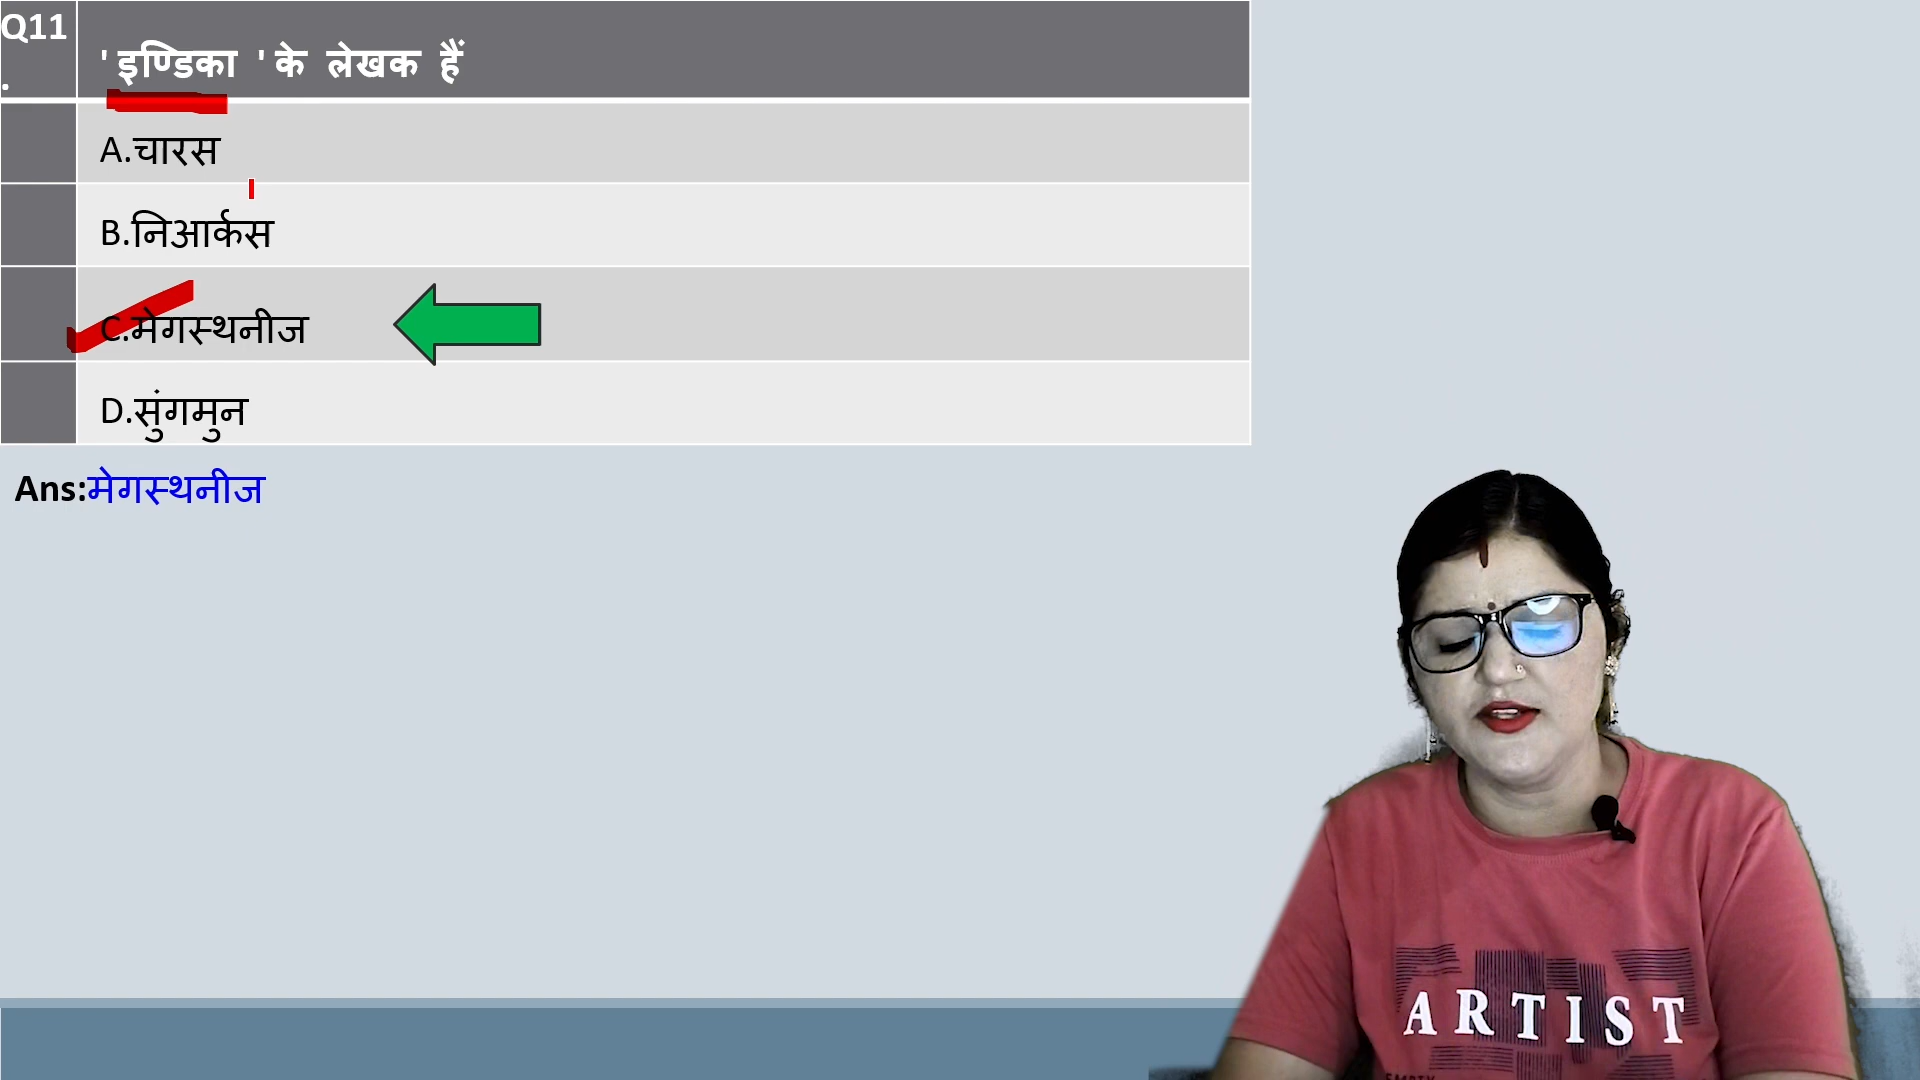 Q11
.
' इण्डिका ' के लेखक हैं
A.चारस
B.निआर्कस
C.मेगस्थनीज
D.सुंगमुन
Ans:मेगस्थनीज
ARTIST